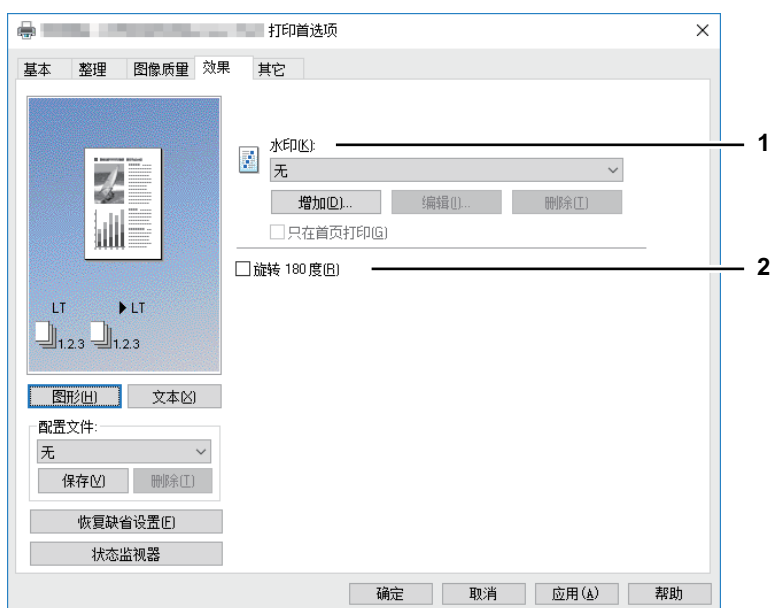 打印首选项
基本 整理 图像质量 效果 其它
水印(K):
1
无
增加(D)... 编辑(I)... 删除(T)
只在首页打印(G)
旋转 180 度(R)
2
LT ▶ LT
1.2.3 1.2.3
图形(H) 文本(X)
配置文件:
无
保存(V) 删除(T)
恢复缺省设置(F)
状态监视器
确定 取消 应用(A) 帮助